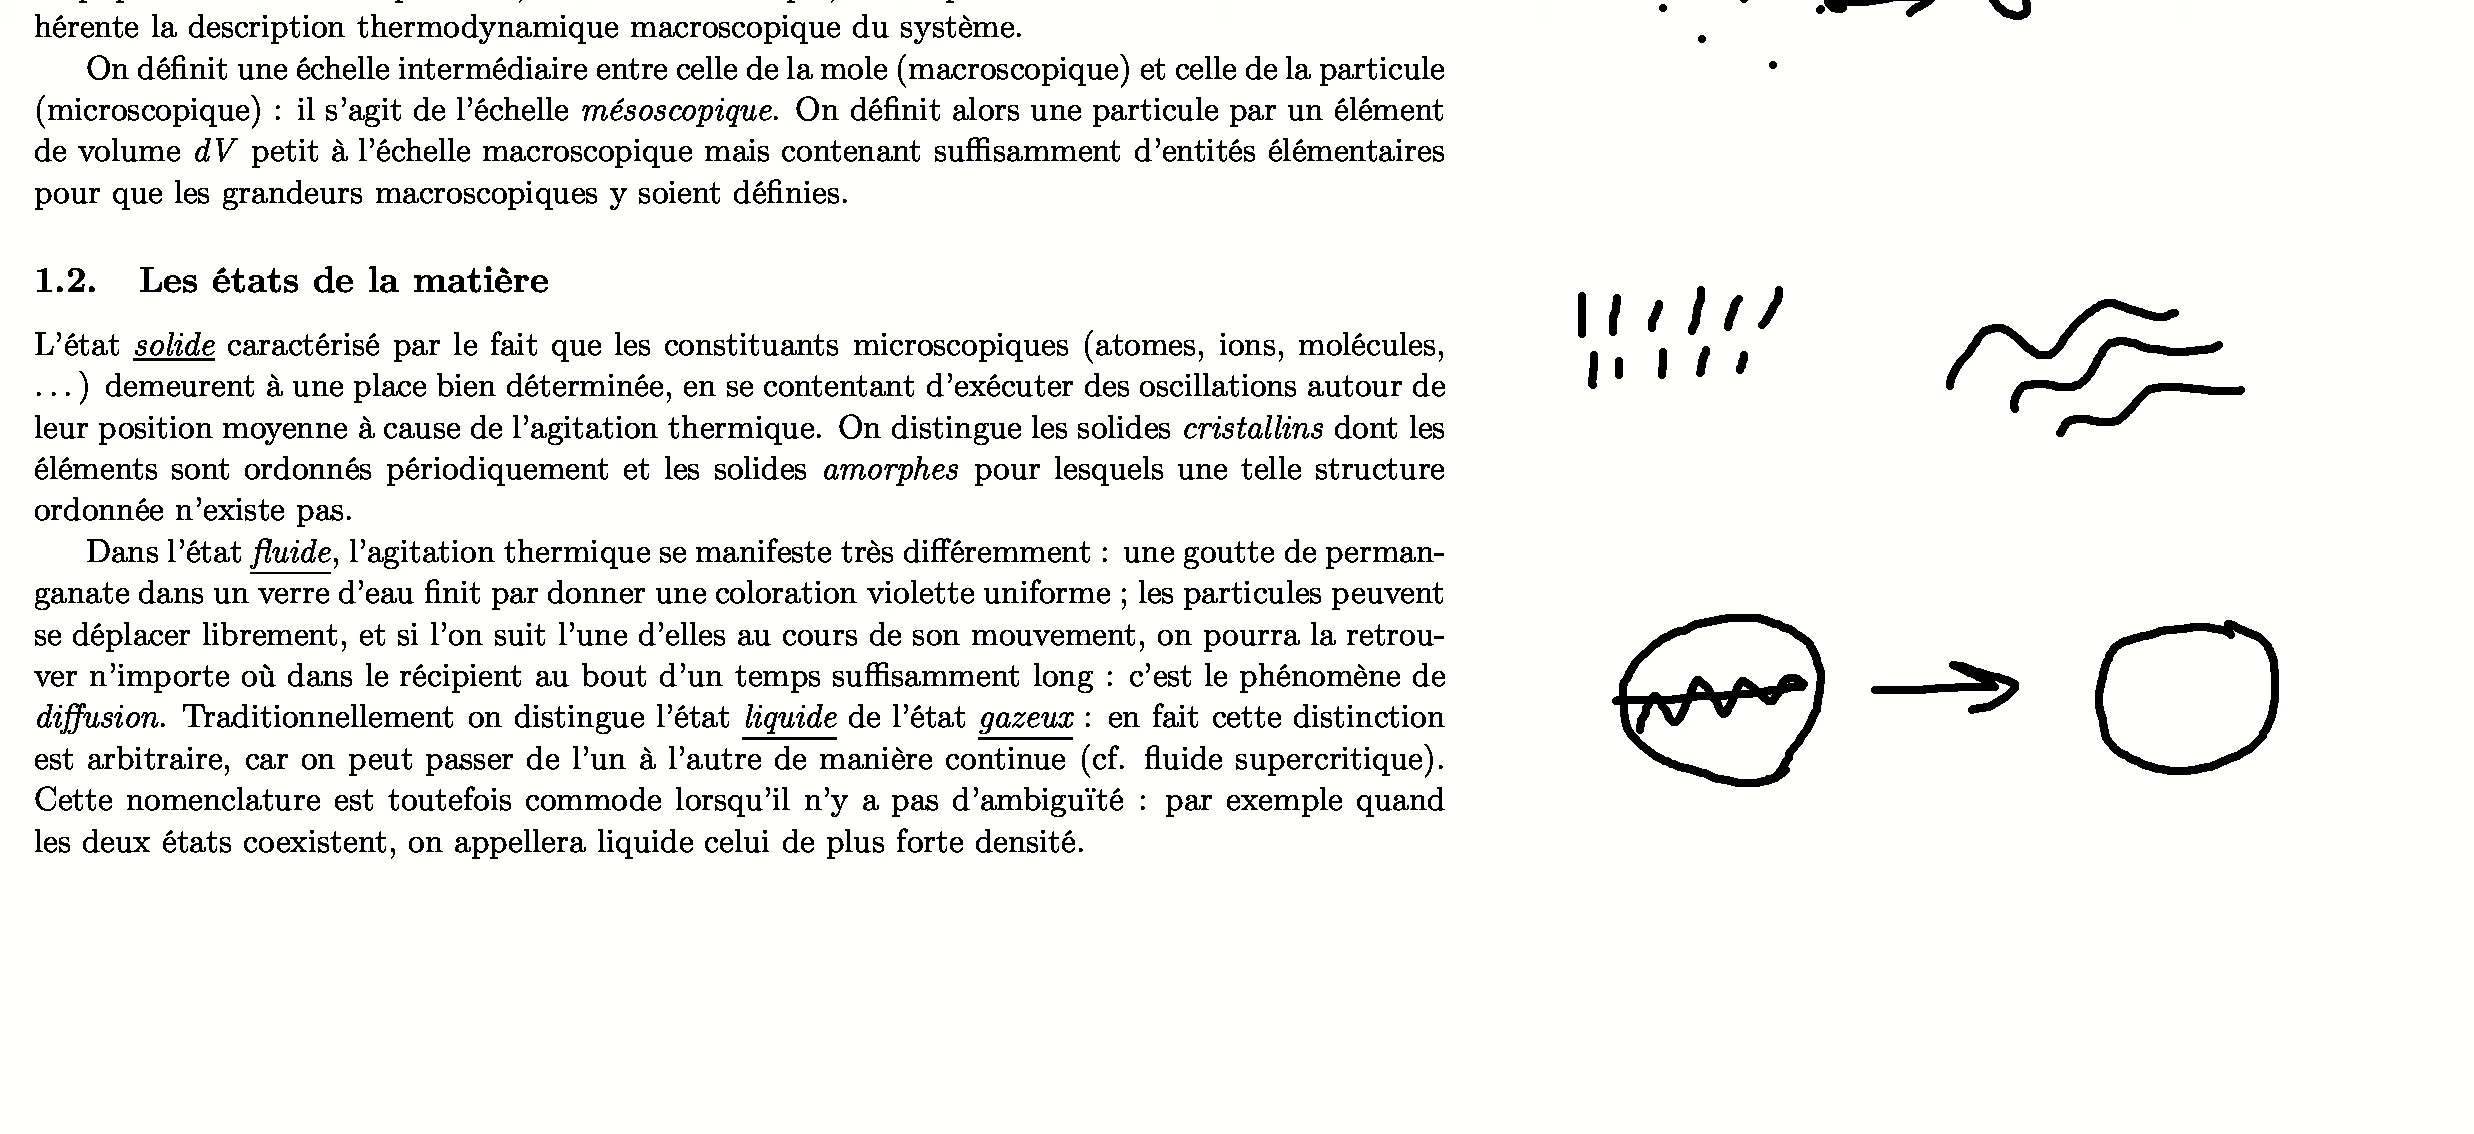 hérente la description thermodynamique macroscopique du système.
On définit une échelle intermédiaire entre celle de la mole (macroscopique) et celle de la particule
(microscopique) : il s'agit de l'échelle mésoscopique. On définit alors une particule par un élément
de volume dV petit à l'échelle macroscopique mais contenant suffisamment d'entités élémentaires
pour que les grandeurs macroscopiques y soient définies.
1.2. Les états de la matière
L'état solide caractérisé par le fait que les constituants microscopiques (atomes, ions, molécules,
...) demeurent à une place bien déterminée, en se contentant d'exécuter des oscillations autour de
leur position moyenne à cause de l'agitation thermique. On distingue les solides cristallins dont les
éléments sont ordonnés périodiquement et les solides amorphes pour lesquels une telle structure
ordonnée n'existe pas.
Dans l'état fluide, l'agitation thermique se manifeste très différemment : une goutte de perman-
ganate dans un verre d'eau finit par donner une coloration violette uniforme ; les particules peuvent
se déplacer librement, et si l'on suit l'une d'elles au cours de son mouvement, on pourra la retrou-
ver n'importe où dans le récipient au bout d'un temps suffisamment long : c'est le phénomène de
diffusion. Traditionnellement on distingue l'état liquide de l'état gazeux : en fait cette distinction
est arbitraire, car on peut passer de l'un à l'autre de manière continue (cf. fluide supercritique).
Cette nomenclature est toutefois commode lorsqu'il n'y a pas d'ambiguïté : par exemple quand
les deux états coexistent, on appellera liquide celui de plus forte densité.